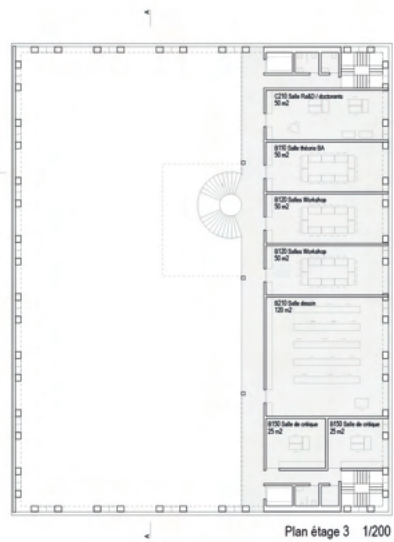 A
C210 Salle Ra&D / doctorants
50 m2
B110 Salle théorie BA
50 m2
B120 Salles Workshop
50 m2
B120 Salles Workshop
50 m2
B210 Salle dessin
120 m2
B150 Salle de critique
25 m2
B150 Salle de critique
25 m2
A
Plan étage 3 1/200